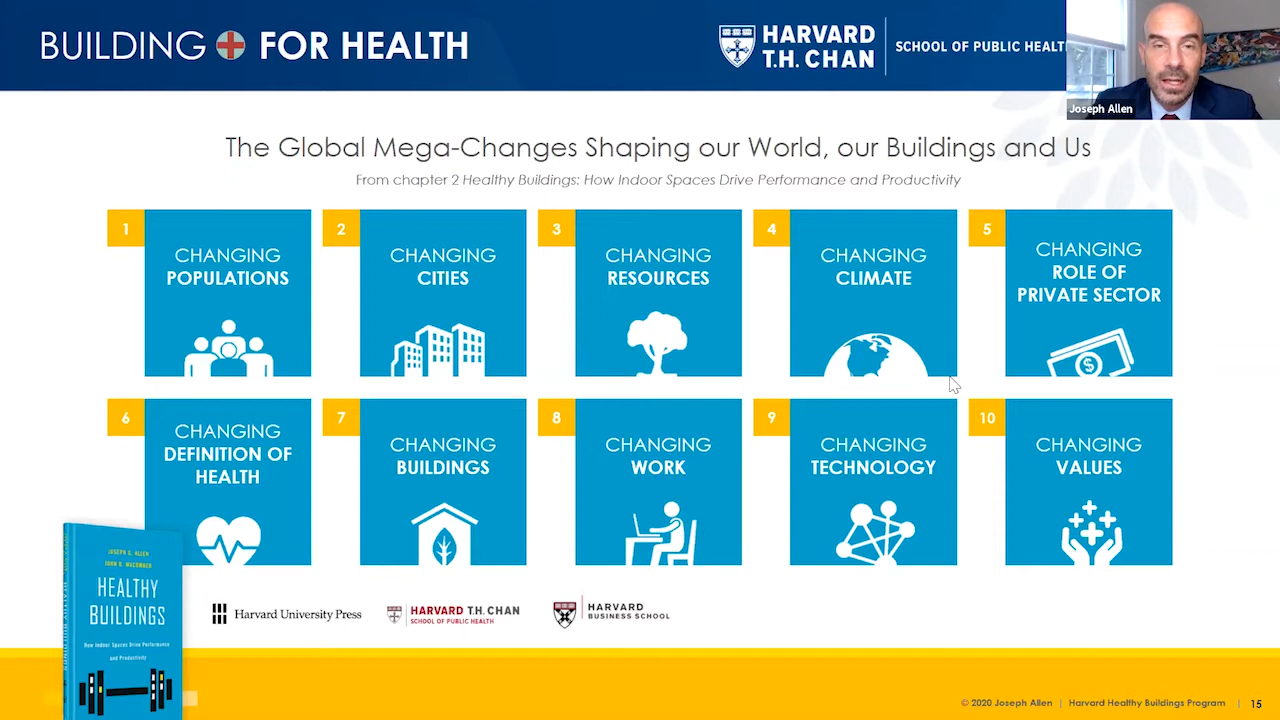 BUILDING FOR HEALTH
HARVARD
T.H. CHAN
SCHOOL OF PUBLIC HEALT
Joseph Allen
The Global Mega-Changes Shaping our World, our Buildings and Us
From chapter 2 Healthy Buildings: How Indoor Spaces Drive Performance and Productivity
1
CHANGING
POPULATIONS
2
CHANGING
CITIES
3
CHANGING
RESOURCES
4
CHANGING
CLIMATE
5
CHANGING
ROLE OF
PRIVATE SECTOR
$
6
CHANGING
DEFINITION OF
HEALTH
7
CHANGING
BUILDINGS
8
CHANGING
WORK
9
CHANGING
TECHNOLOGY
10
CHANGING
VALUES
JOSEPH G. ALLEN
JOHN D. MACOMBER
HEALTHY
BUILDINGS
How Indoor Spaces Drive Performance
and Productivity
Harvard University Press
HARVARD T.H. CHAN
SCHOOL OF PUBLIC HEALTH
HARVARD
BUSINESS SCHOOL
© 2020 Joseph Allen | Harvard Healthy Buildings Program | 15